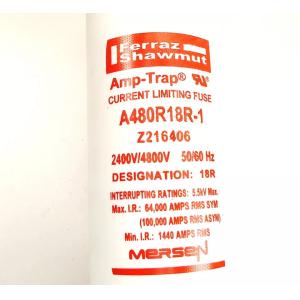 Ferraz
Shawmut
Amp-Trap® UR
CURRENT LIMITING FUSE
A480R18R-1
Z216406
2400V/4800V 50/60 Hz
DESIGNATION: 18R
INTERRUPTING RATINGS: 5.5kV Max.
Max. I.R.: 64,000 AMPS RMS SYM
(100,000 AMPS RMS ASYM)
Min. I.R.: 1440 AMPS RMS
MERSEN